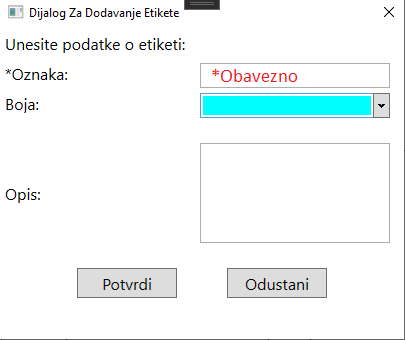 Dijalog Za Dodavanje Etikete
Unesite podatke o etiketi:
*Oznaka:
*Obavezno
Boja:
Opis:
Potvrdi
Odustani